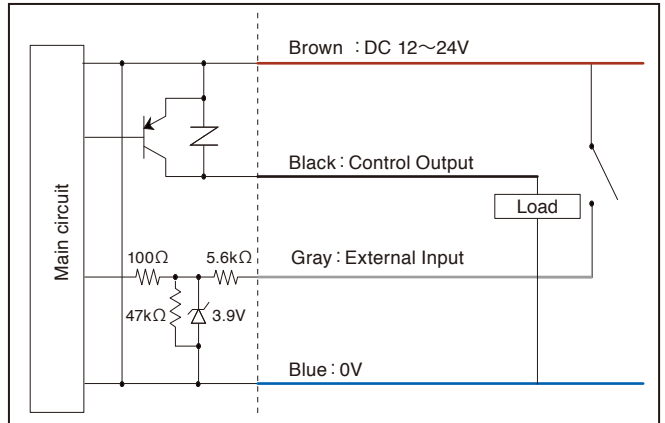 Brown : DC 12～24V
Main circuit
Black : Control Output
Load
100Ω
5.6kΩ
Gray : External Input
47kΩ
3.9V
Blue : 0V